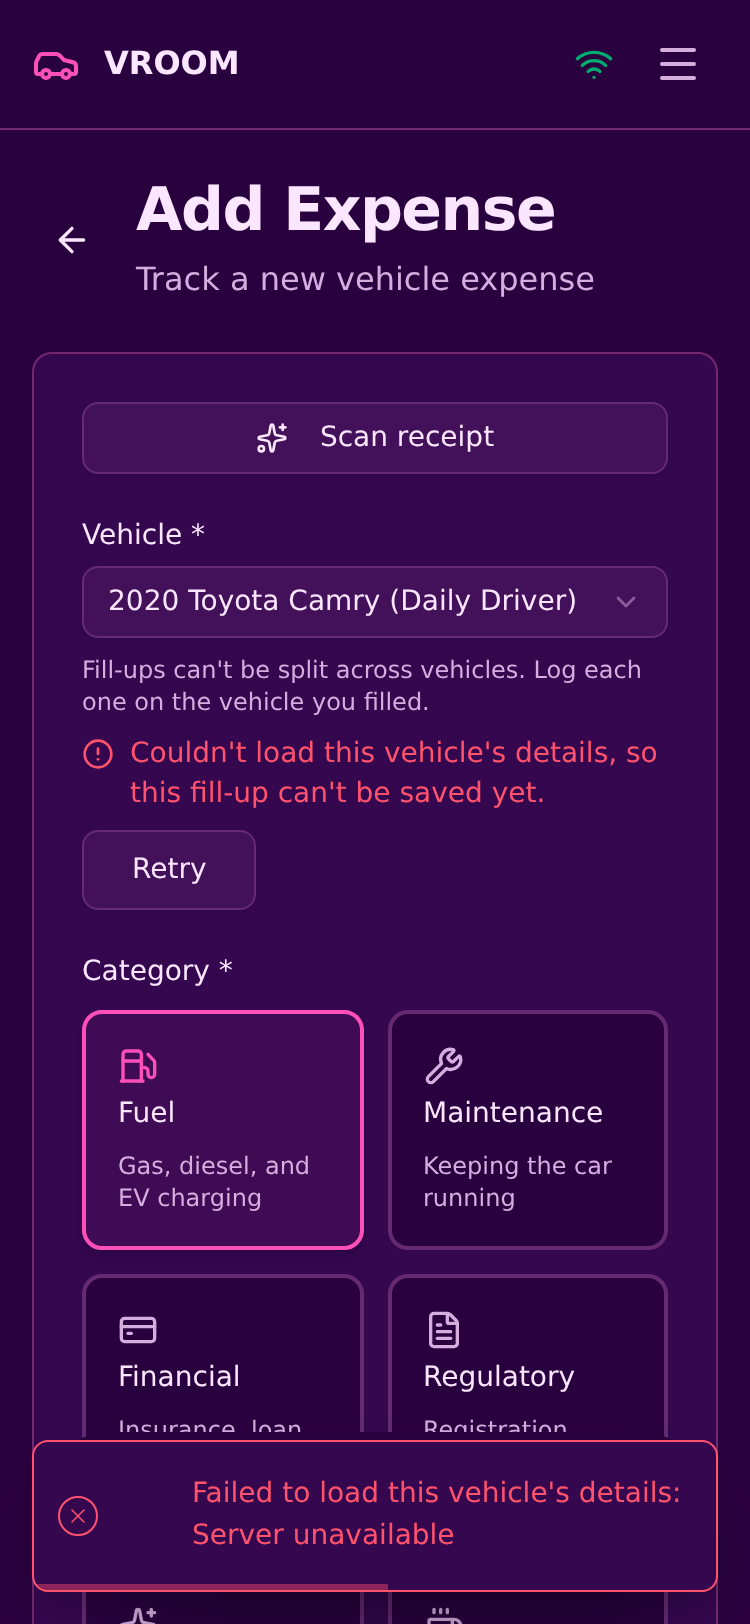 VROOM
Add Expense
Track a new vehicle expense
Scan receipt
Vehicle *
2020 Toyota Camry (Daily Driver)
Fill-ups can't be split across vehicles. Log each
one on the vehicle you filled.
Couldn't load this vehicle's details, so
this fill-up can't be saved yet.
Retry
Category *
Fuel
Gas, diesel, and
EV charging
Maintenance
Keeping the car
running
Financial
Insurance, loan
Regulatory
Registration
Failed to load this vehicle's details:
Server unavailable